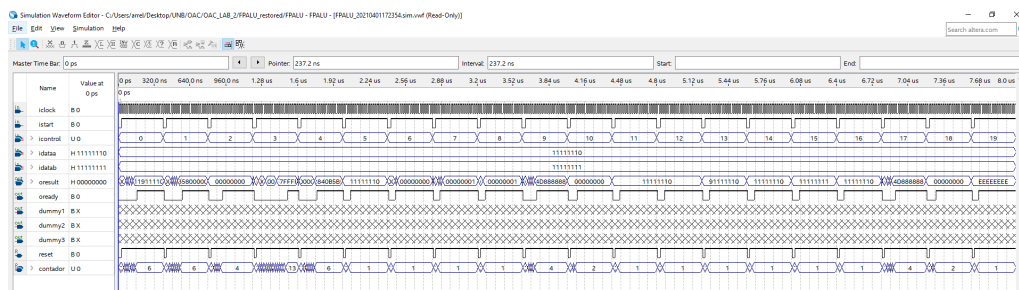 Simulation Waveform Editor - C:/Users/arrel/Desktop/UNB/OAC/OAC_LAB_2/FPALU_restored/FPALU - FPALU - [FPALU_20210401172354.sim.vwf (Read-Only)]
File Edit View Simulation Help
Search altera.com
Master Time Bar: 0 ps Pointer: 237.2 ns Interval: 237.2 ns Start: End:
Name Value at 0 ps
0 ps 320,0 ns 640,0 ns 960,0 ns 1.28 us 1.6 us 1.92 us 2.24 us 2.56 us 2.88 us 3.2 us 3.52 us 3.84 us 4.16 us 4.48 us 4.8 us 5.12 us 5.44 us 5.76 us 6.08 us 6.4 us 6.72 us 7.04 us 7.36 us 7.68 us 8.0 us
0 ps
iclock B 0
istart B 0
icontrol U 0 0 1 2 3 4 5 6 7 8 9 10 11 12 13 14 15 16 17 18 19
idataa H 11111110 11111110
idatab H 11111111 11111111
oresult H 00000000 11911110 35800000 00000000 00 7FFF 000 840B5B 11111110 00000000 00000001 00000001 4D888888 00000000 11111110 91111110 11111110 11111111 11111110 4D888888 00000000 EEEEEEEE
oready B 0
dummy1 B X
dummy2 B X
dummy3 B X
reset B 0
contador U 0 6 6 4 13 6 1 1 1 1 4 2 1 1 1 1 1 1 4 2 1